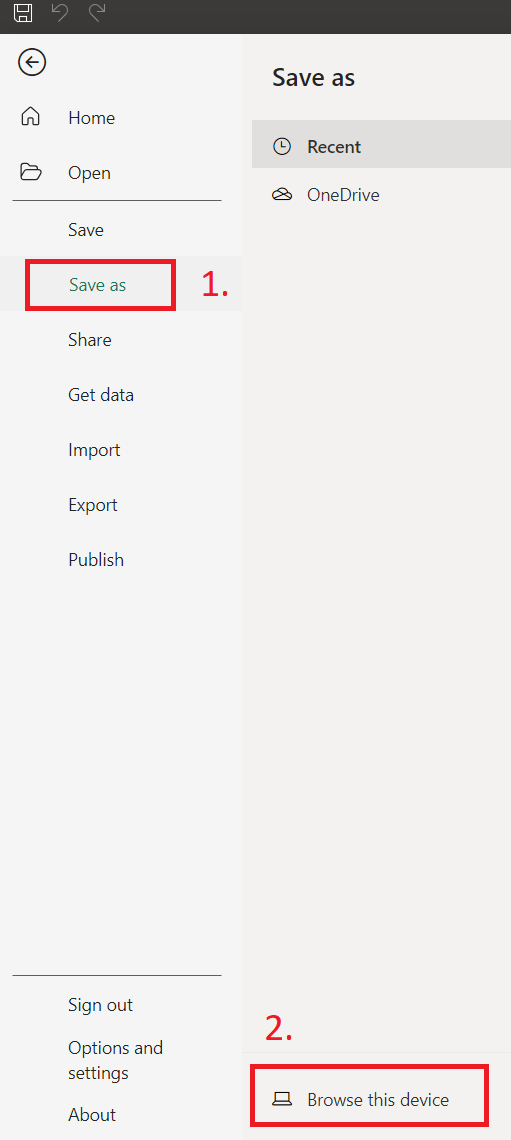 Home
Open
Save
Save as
1.
Share
Get data
Import
Export
Publish
Sign out
Options and
settings
About
Save as
Recent
OneDrive
2.
Browse this device